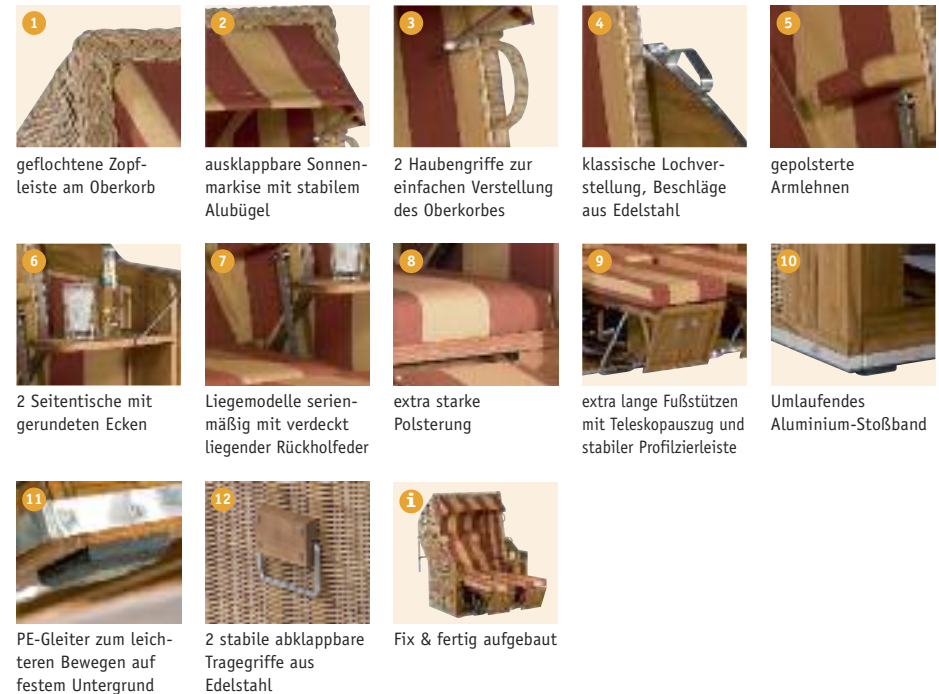 1
geflochtene Zopf-
leiste am Oberkorb
2
ausklappbare Sonnen-
markise mit stabilem
Alubügel
3
2 Haubengriffe zur
einfachen Verstellung
des Oberkorbes
4
klassische Lochver-
stellung, Beschläge
aus Edelstahl
5
gepolsterte
Armlehnen
6
2 Seitentische mit
gerundeten Ecken
7
Liegemodelle serien-
mäßig mit verdeckt
liegender Rückholfeder
8
extra starke
Polsterung
9
extra lange Fußstützen
mit Teleskopauszug und
stabiler Profilzierleiste
10
Umlaufendes
Aluminium-Stoßband
11
PE-Gleiter zum leich-
teren Bewegen auf
festem Untergrund
12
2 stabile abklappbare
Tragegriffe aus
Edelstahl
i
Fix & fertig aufgebaut